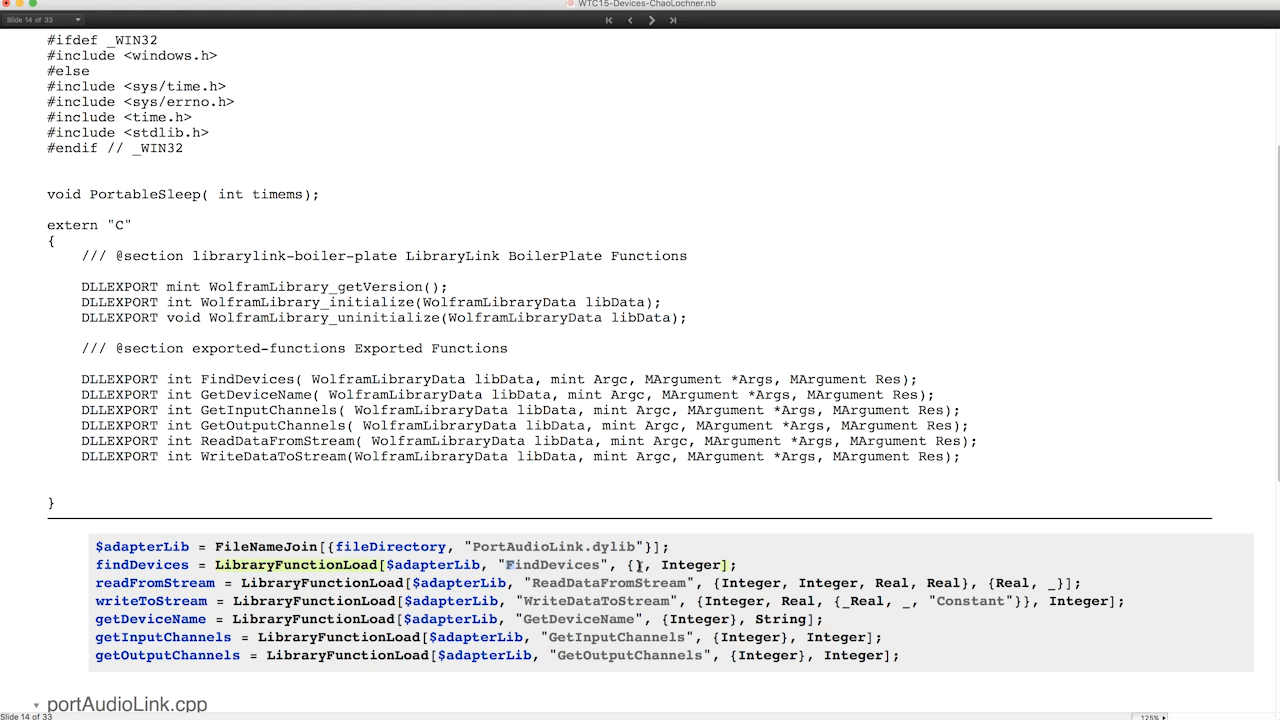 WTC15-Devices-ChaoLochner.nb
Slide 14 of 33
#ifdef _WIN32
#include <windows.h>
#else
#include <sys/time.h>
#include <sys/errno.h>
#include <time.h>
#include <stdlib.h>
#endif // _WIN32
void PortableSleep( int timems);
extern "C"
{
/// @section librarylink-boiler-plate LibraryLink BoilerPlate Functions
DLLEXPORT mint WolframLibrary_getVersion();
DLLEXPORT int WolframLibrary_initialize(WolframLibraryData libData);
DLLEXPORT void WolframLibrary_uninitialize(WolframLibraryData libData);
/// @section exported-functions Exported Functions
DLLEXPORT int FindDevices( WolframLibraryData libData, mint Argc, MArgument *Args, MArgument Res);
DLLEXPORT int GetDeviceName( WolframLibraryData libData, mint Argc, MArgument *Args, MArgument Res);
DLLEXPORT int GetInputChannels( WolframLibraryData libData, mint Argc, MArgument *Args, MArgument Res);
DLLEXPORT int GetOutputChannels( WolframLibraryData libData, mint Argc, MArgument *Args, MArgument Res);
DLLEXPORT int ReadDataFromStream( WolframLibraryData libData, mint Argc, MArgument *Args, MArgument Res);
DLLEXPORT int WriteDataToStream(WolframLibraryData libData, mint Argc, MArgument *Args, MArgument Res);
}
$adapterLib = FileNameJoin[{fileDirectory, "PortAudioLink.dylib"}];
findDevices = LibraryFunctionLoad[$adapterLib, "FindDevices", {}, Integer];
readFromStream = LibraryFunctionLoad[$adapterLib, "ReadDataFromStream", {Integer, Integer, Real, Real}, {Real, _}];
writeToStream = LibraryFunctionLoad[$adapterLib, "WriteDataToStream", {Integer, Real, {_Real, _, "Constant"}}, Integer];
getDeviceName = LibraryFunctionLoad[$adapterLib, "GetDeviceName", {Integer}, String];
getInputChannels = LibraryFunctionLoad[$adapterLib, "GetInputChannels", {Integer}, Integer];
getOutputChannels = LibraryFunctionLoad[$adapterLib, "GetOutputChannels", {Integer}, Integer];
portAudioLink.cpp
Slide 14 of 33
125%